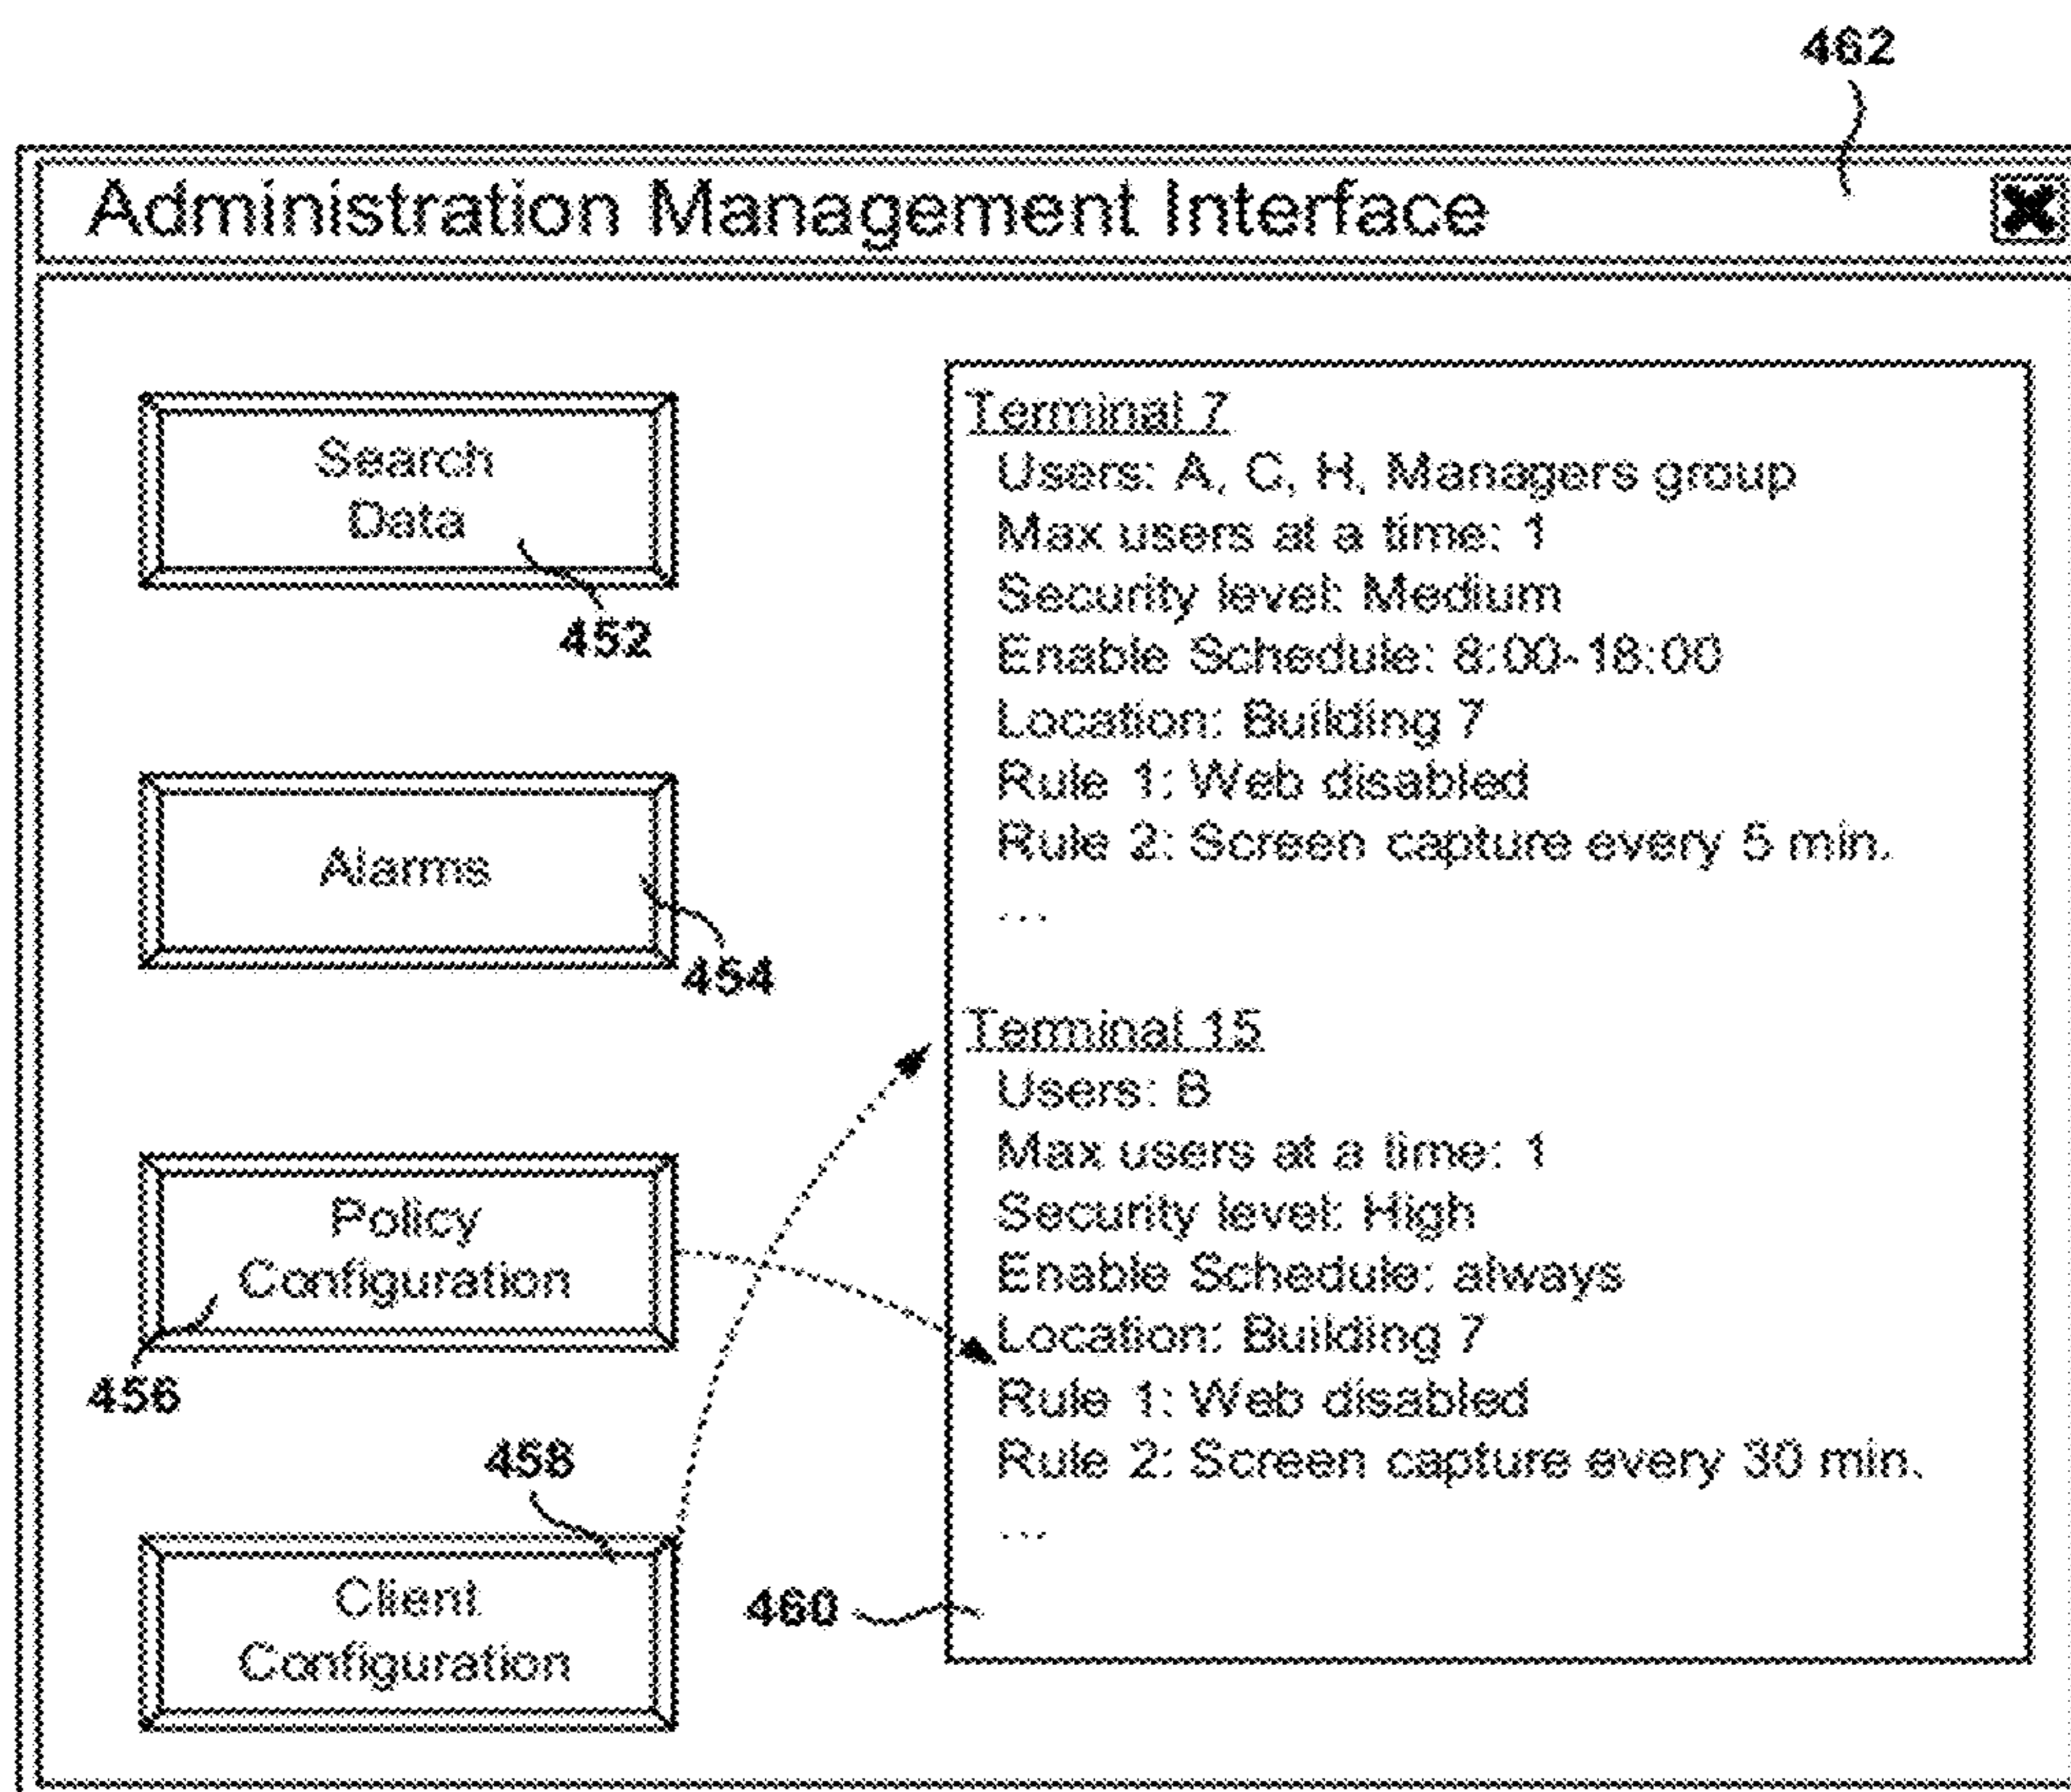 462
Administration Management Interface
Search
Data
452
Alarms
454
Policy
Configuration
456
458
Client
Configuration
460
Terminal 7
Users: A, C, H, Managers group
Max users at a time: 1
Security level: Medium
Enable Schedule: 8:00-18:00
Location: Building 7
Rule 1: Web disabled
Rule 2: Screen capture every 5 min.
...
Terminal 15
Users: B
Max users at a time: 1
Security level: High
Enable Schedule: always
Location: Building 7
Rule 1: Web disabled
Rule 2: Screen capture every 30 min.
...